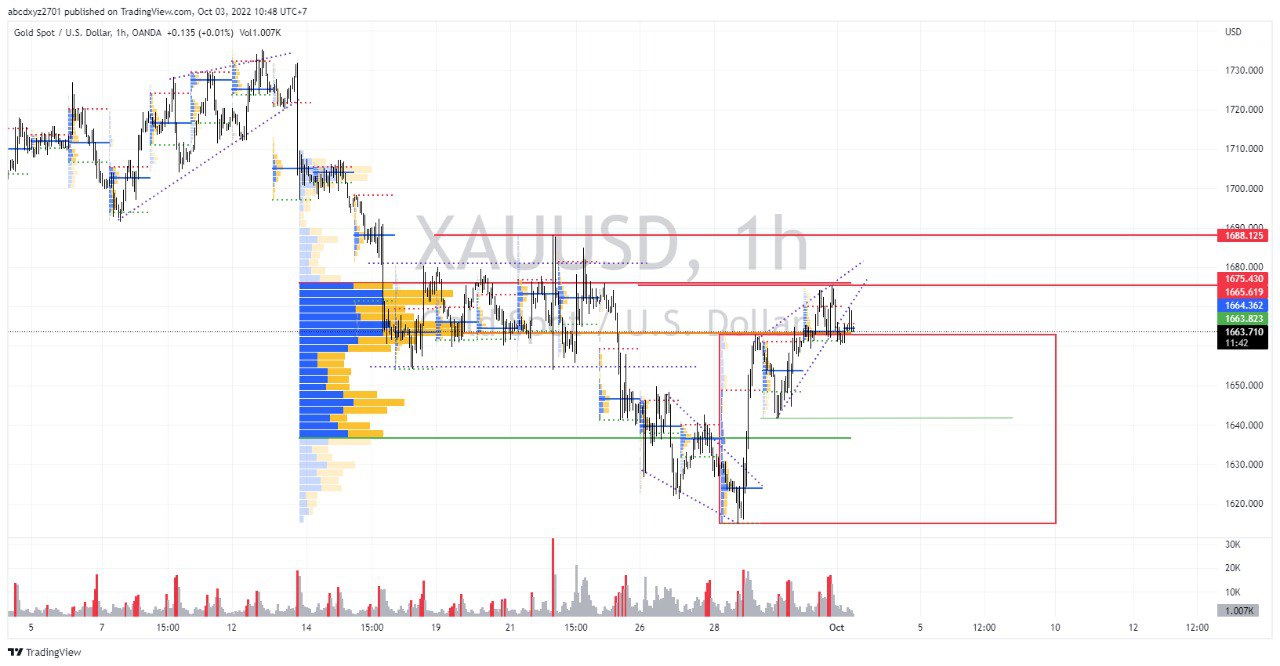 abcdxyz2701 published on TradingView.com, Oct 03, 2022 10:48 UTC+7
Gold Spot / U.S. Dollar, 1h, OANDA +0.135 (+0.01%) Vol1.007K
USD
XAUUSD, 1h
Gold Spot / U.S. Dollar
1730.000
1720.000
1710.000
1700.000
1690.000
1688.125
1680.000
1675.430
1665.619
1664.362
1663.823
1663.710
11:42
1650.000
1640.000
1630.000
1620.000
30K
20K
10K
1.007K
5 7 15:00 12 14 15:00 19 21 15:00 26 28 Oct 5 12:00 10 12 12:00
TradingView